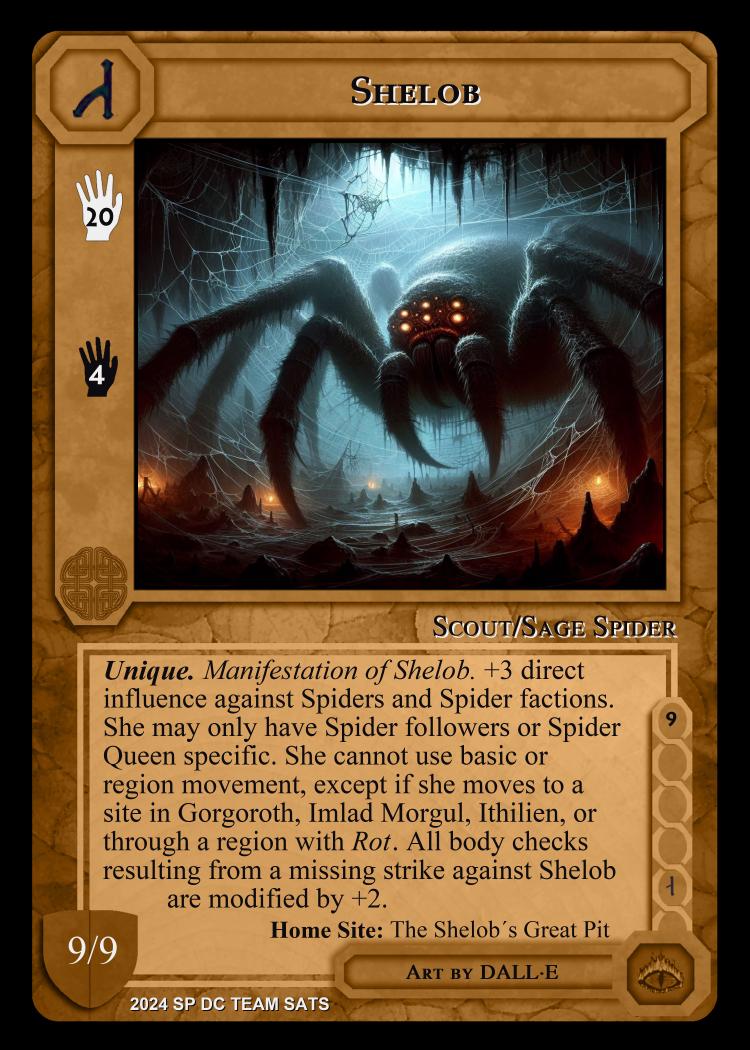 Shelob
20
4
Scout/Sage Spider
Unique. Manifestation of Shelob. +3 direct
influence against Spiders and Spider factions.
She may only have Spider followers or Spider
Queen specific. She cannot use basic or
region movement, except if she moves to a
site in Gorgoroth, Imlad Morgul, Ithilien, or
through a region with Rot. All body checks
resulting from a missing strike against Shelob
are modified by +2.
9
Home Site: The Shelob´s Great Pit
9/9
Art by DALL·E
2024 SP DC TEAM SATS